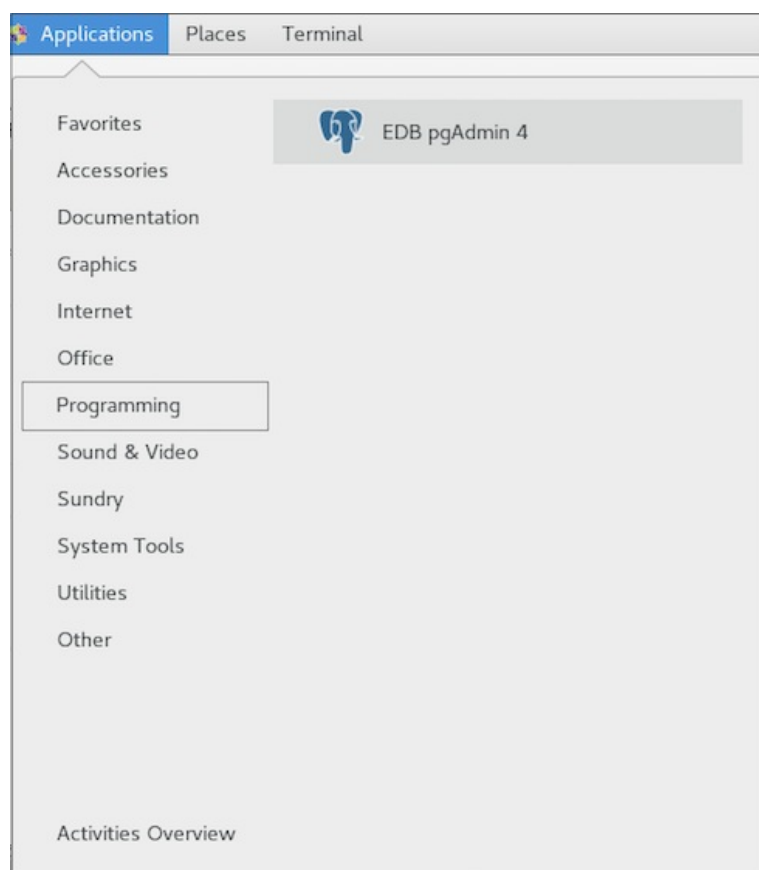 Applications Places Terminal
Favorites
EDB pgAdmin 4
Accessories
Documentation
Graphics
Internet
Office
Programming
Sound & Video
Sundry
System Tools
Utilities
Other
Activities Overview